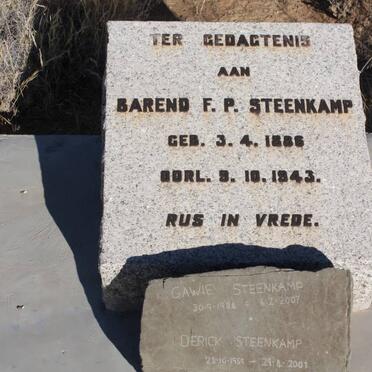 TER GEDAGTENIS
AAN
BAREND F. P. STEENKAMP
GEB. 3. 4. 1886
OORL. 9. 10. 1943.
RUS IN VREDE.
GAWIE STEENKAMP
DERICK STEENKAMP